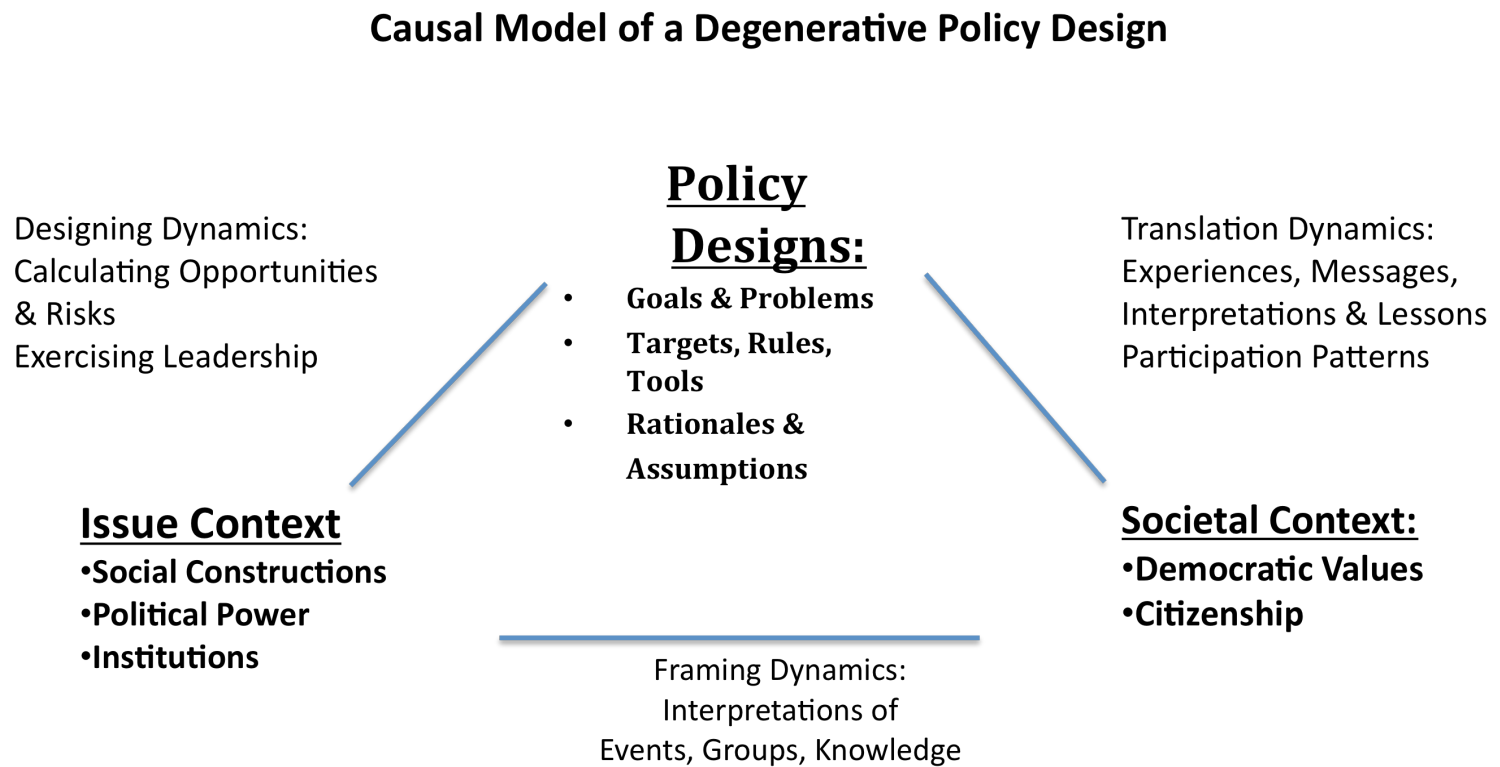 Causal Model of a Degenerative Policy Design
Policy
Designs:
• Goals & Problems
• Targets, Rules,
Tools
• Rationales &
Assumptions
Designing Dynamics:
Calculating Opportunities
& Risks
Exercising Leadership
Translation Dynamics:
Experiences, Messages,
Interpretations & Lessons
Participation Patterns
Issue Context
•Social Constructions
•Political Power
•Institutions
Societal Context:
•Democratic Values
•Citizenship
Framing Dynamics:
Interpretations of
Events, Groups, Knowledge